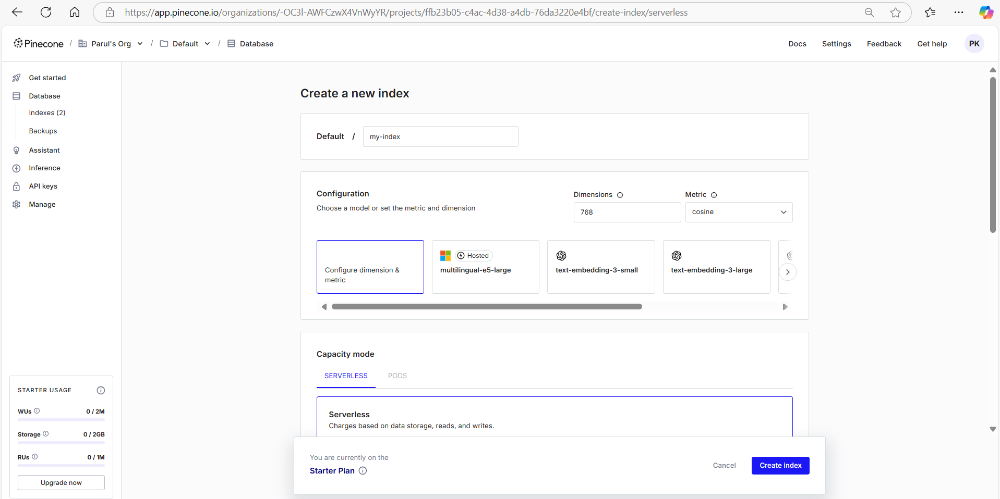 https://app.pinecone.io/organizations/-OC3l-AWFCzwX4VnWyYR/projects/ffb23b05-c4ac-4d38-a4db-76da3220e4bf/create-index/serverless
Pinecone / Parul's Org / Default / Database
Docs Settings Feedback Get help PK
Get started
Database
Indexes (2)
Backups
Assistant
Inference
API keys
Manage
STARTER USAGE
WUs 0 / 2M
Storage 0 / 2GB
RUs 0 / 1M
Upgrade now
Create a new index
Default / my-index
Configuration
Choose a model or set the metric and dimension
Dimensions
768
Metric
cosine
Configure dimension &
metric
Hosted
multilingual-e5-large
text-embedding-3-small
text-embedding-3-large
Capacity mode
SERVERLESS PODS
Serverless
Charges based on data storage, reads, and writes.
You are currently on the
Starter Plan
Cancel Create index